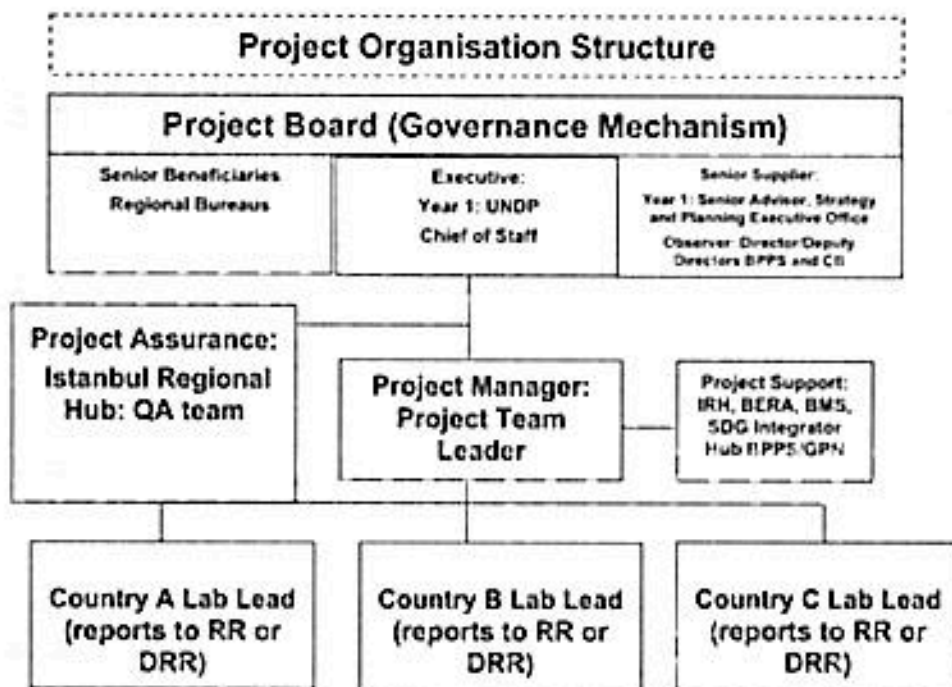 Project Organisation Structure
Project Board (Governance Mechanism)
Senior Beneficiaries
Regional Bureaus
Executive:
Year 1: UNDP
Chief of Staff
Senior Supplier:
Year 1: Senior Advisor, Strategy
and Planning Executive Office
Observer: Director/Deputy
Directors BPPS and
Project Assurance:
Istanbul Regional
Hub: QA team
Project Manager:
Project Team
Leader
Project Support:
IRH, BERA, BMS,
SDG Integrator
Hub BPPS/GPN
Country A Lab Lead
(reports to RR or
DRR)
Country B Lab Lead
(reports to RR or
DRR)
Country C Lab Lead
(reports to RR or
DRR)